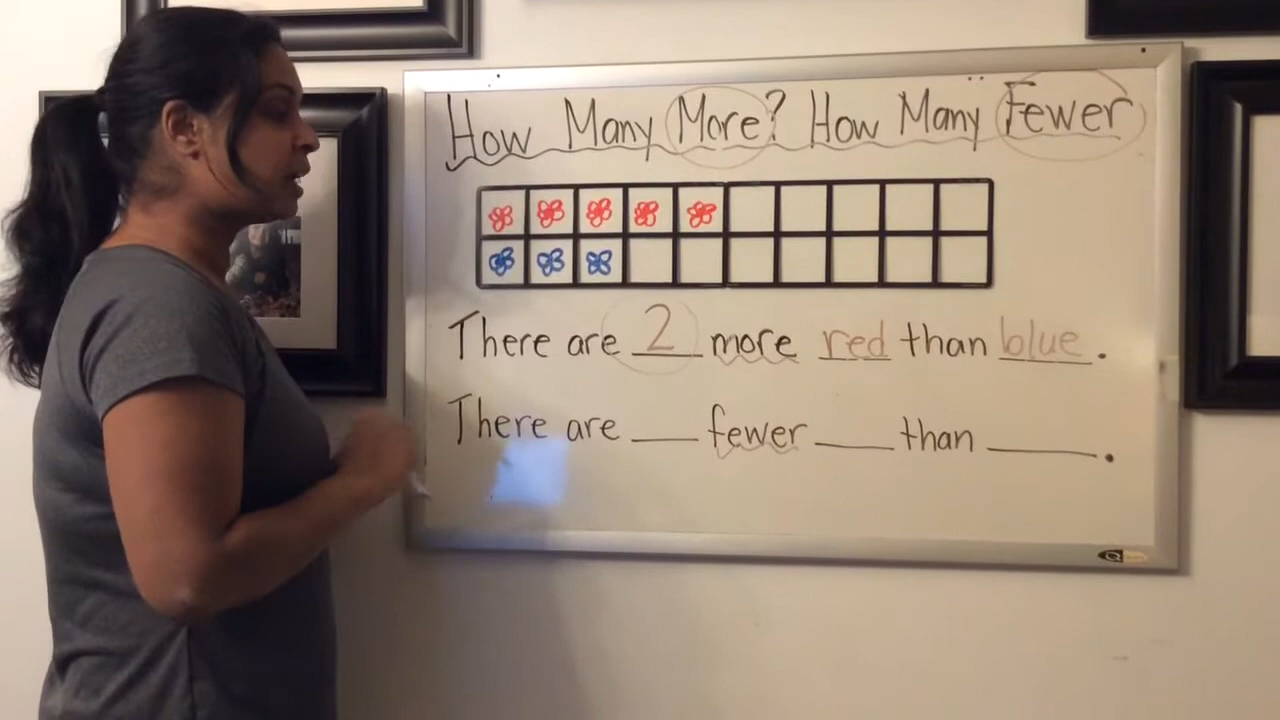 How Many More? How Many Fewer
There are 2 more red than blue.
There are ___ fewer ___ than ___.